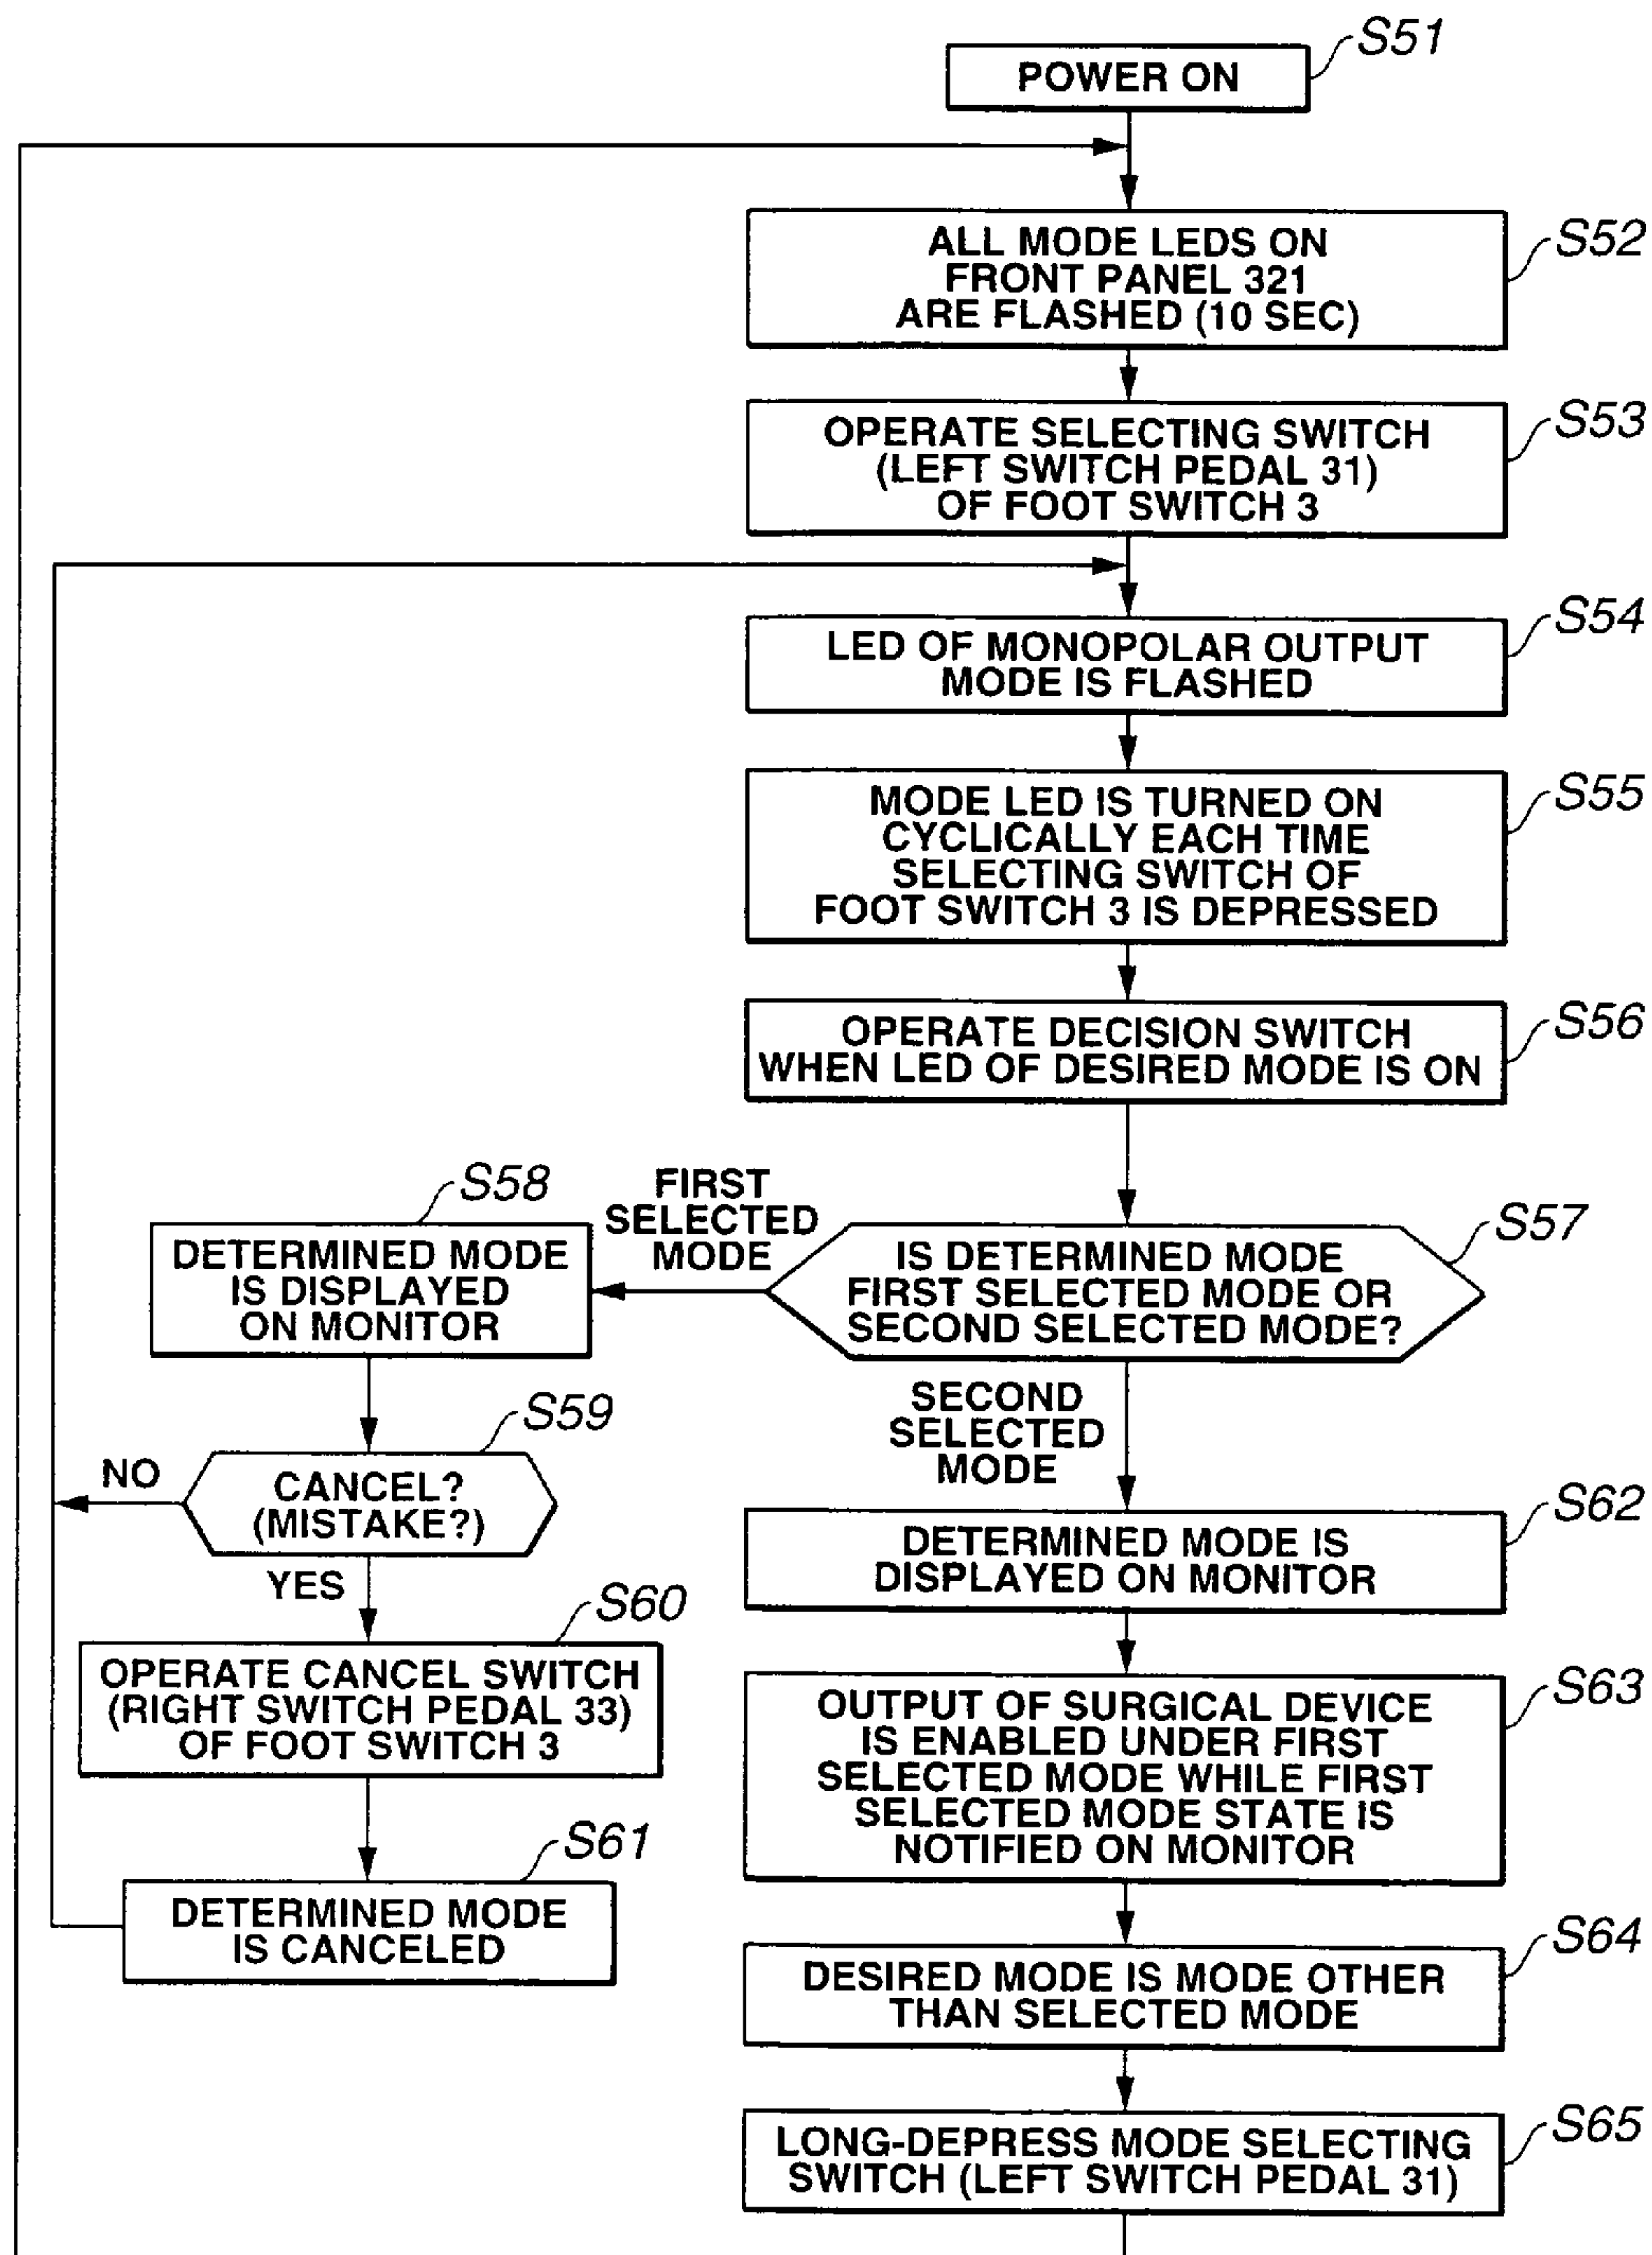 S51
POWER ON
S52
ALL MODE LEDS ON
FRONT PANEL 321
ARE FLASHED (10 SEC)
S53
OPERATE SELECTING SWITCH
(LEFT SWITCH PEDAL 31)
OF FOOT SWITCH 3
S54
LED OF MONOPOLAR OUTPUT
MODE IS FLASHED
S55
MODE LED IS TURNED ON
CYCLICALLY EACH TIME
SELECTING SWITCH OF
FOOT SWITCH 3 IS DEPRESSED
S56
OPERATE DECISION SWITCH
WHEN LED OF DESIRED MODE IS ON
S57
IS DETERMINED MODE
FIRST SELECTED MODE OR
SECOND SELECTED MODE?
FIRST
SELECTED
MODE
S58
DETERMINED MODE
IS DISPLAYED
ON MONITOR
S59
CANCEL?
(MISTAKE?)
NO
YES
S60
OPERATE CANCEL SWITCH
(RIGHT SWITCH PEDAL 33)
OF FOOT SWITCH 3
S61
DETERMINED MODE
IS CANCELED
SECOND
SELECTED
MODE
S62
DETERMINED MODE IS
DISPLAYED ON MONITOR
S63
OUTPUT OF SURGICAL DEVICE
IS ENABLED UNDER FIRST
SELECTED MODE WHILE FIRST
SELECTED MODE STATE IS
NOTIFIED ON MONITOR
S64
DESIRED MODE IS MODE OTHER
THAN SELECTED MODE
S65
LONG-DEPRESS MODE SELECTING
SWITCH (LEFT SWITCH PEDAL 31)